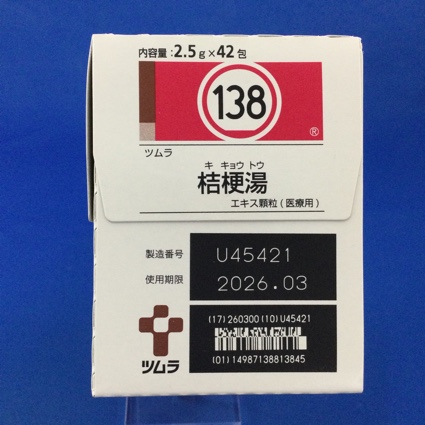 内容量:2.5g×42包
138
®
ツムラ
キ キョウ トウ
桔梗湯
エキス顆粒(医療用)
製造番号 U45421
使用期限 2026.03
(17)260300(10)U45421
(01)14987138813845
ツムラ